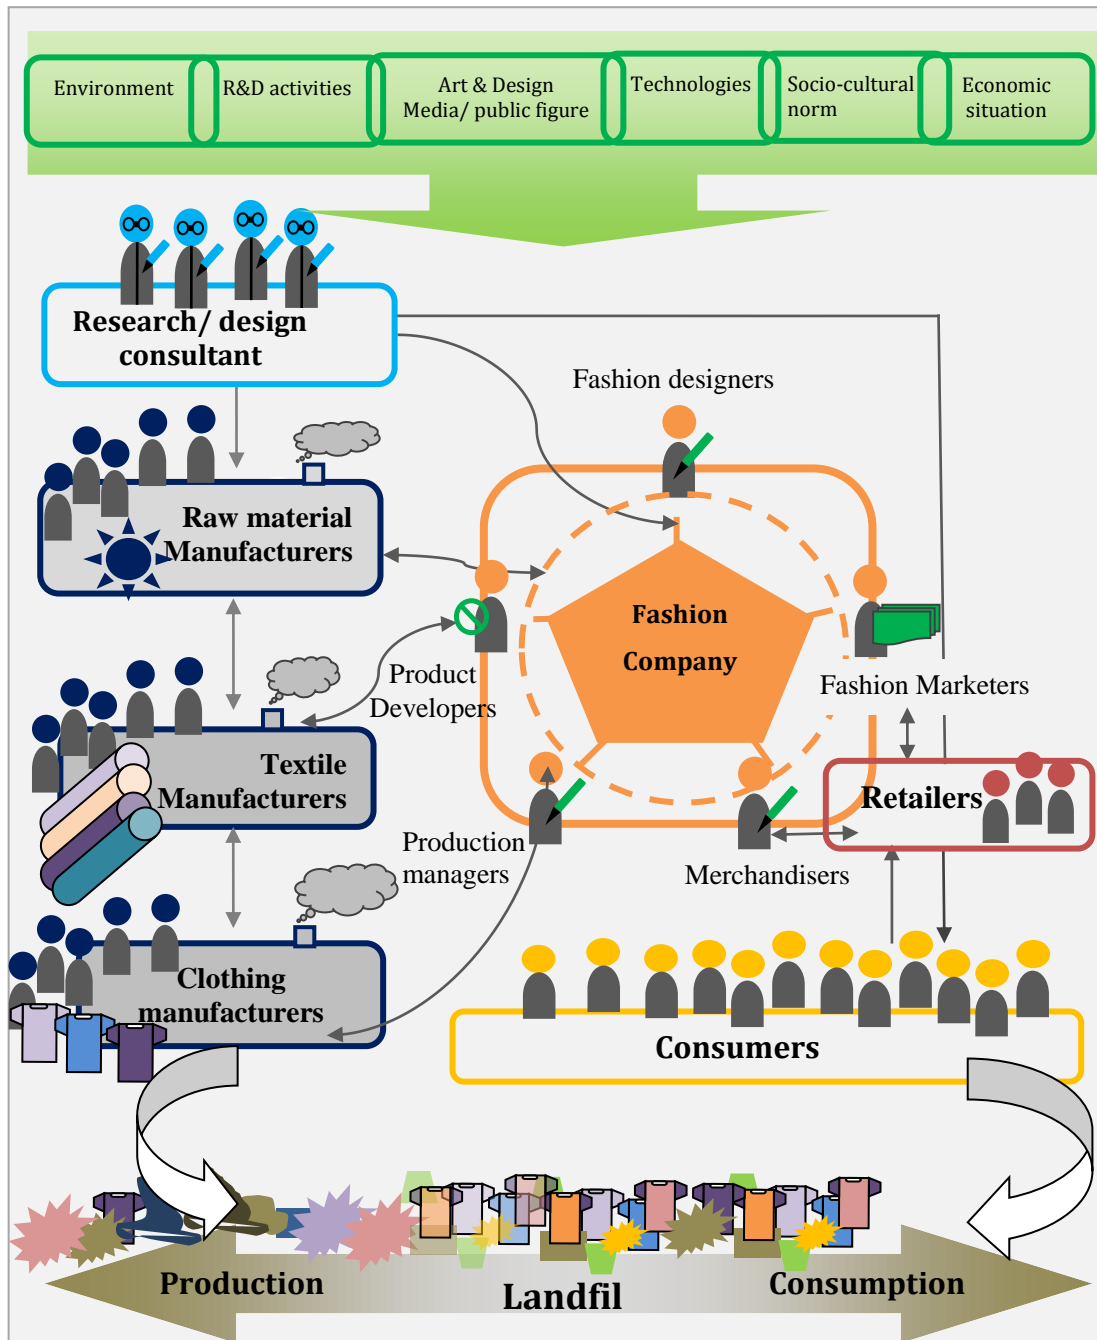 Environment
R&D activities
Art & Design
Media/ public figure
Technologies
Socio-cultural
norm
Economic
situation
Research/ design
consultant
Fashion designers
Raw material
Manufacturers
Fashion
Company
Product
Developers
Fashion Marketers
Textile
Manufacturers
Retailers
Production
managers
Merchandisers
Clothing
manufacturers
Consumers
Production
Landfil
Consumption